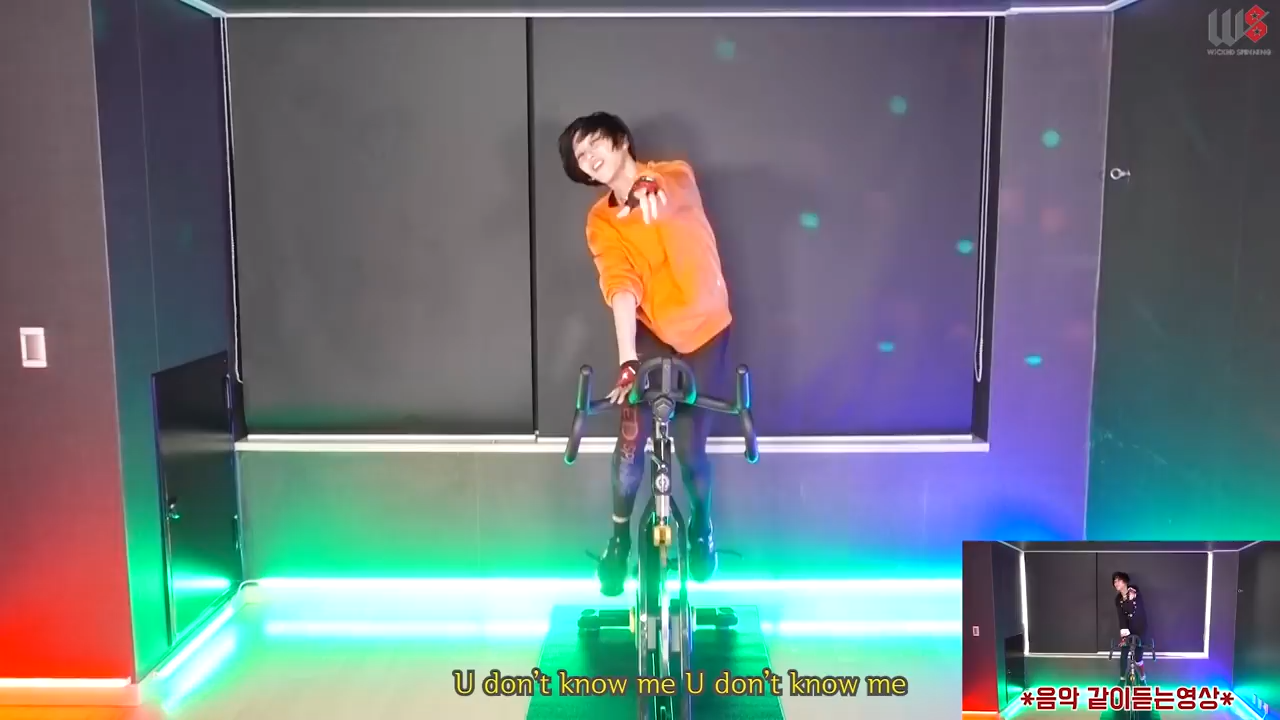 WS
WICKED SPINNING
U don't know me U don't know me
*음악 같이듣는영상*